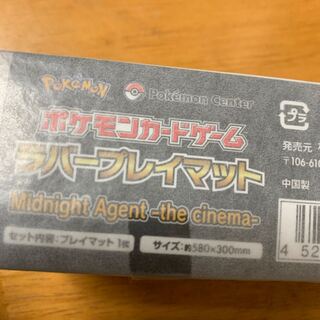 POKÉMON
Pokémon Center
ポケモンカードゲーム
ラバープレイマット
Midnight Agent -the cinema-
セット内容：プレイマット 1枚
サイズ：約580×300mm
プラ
発売元
〒106-610
中国製
4 52